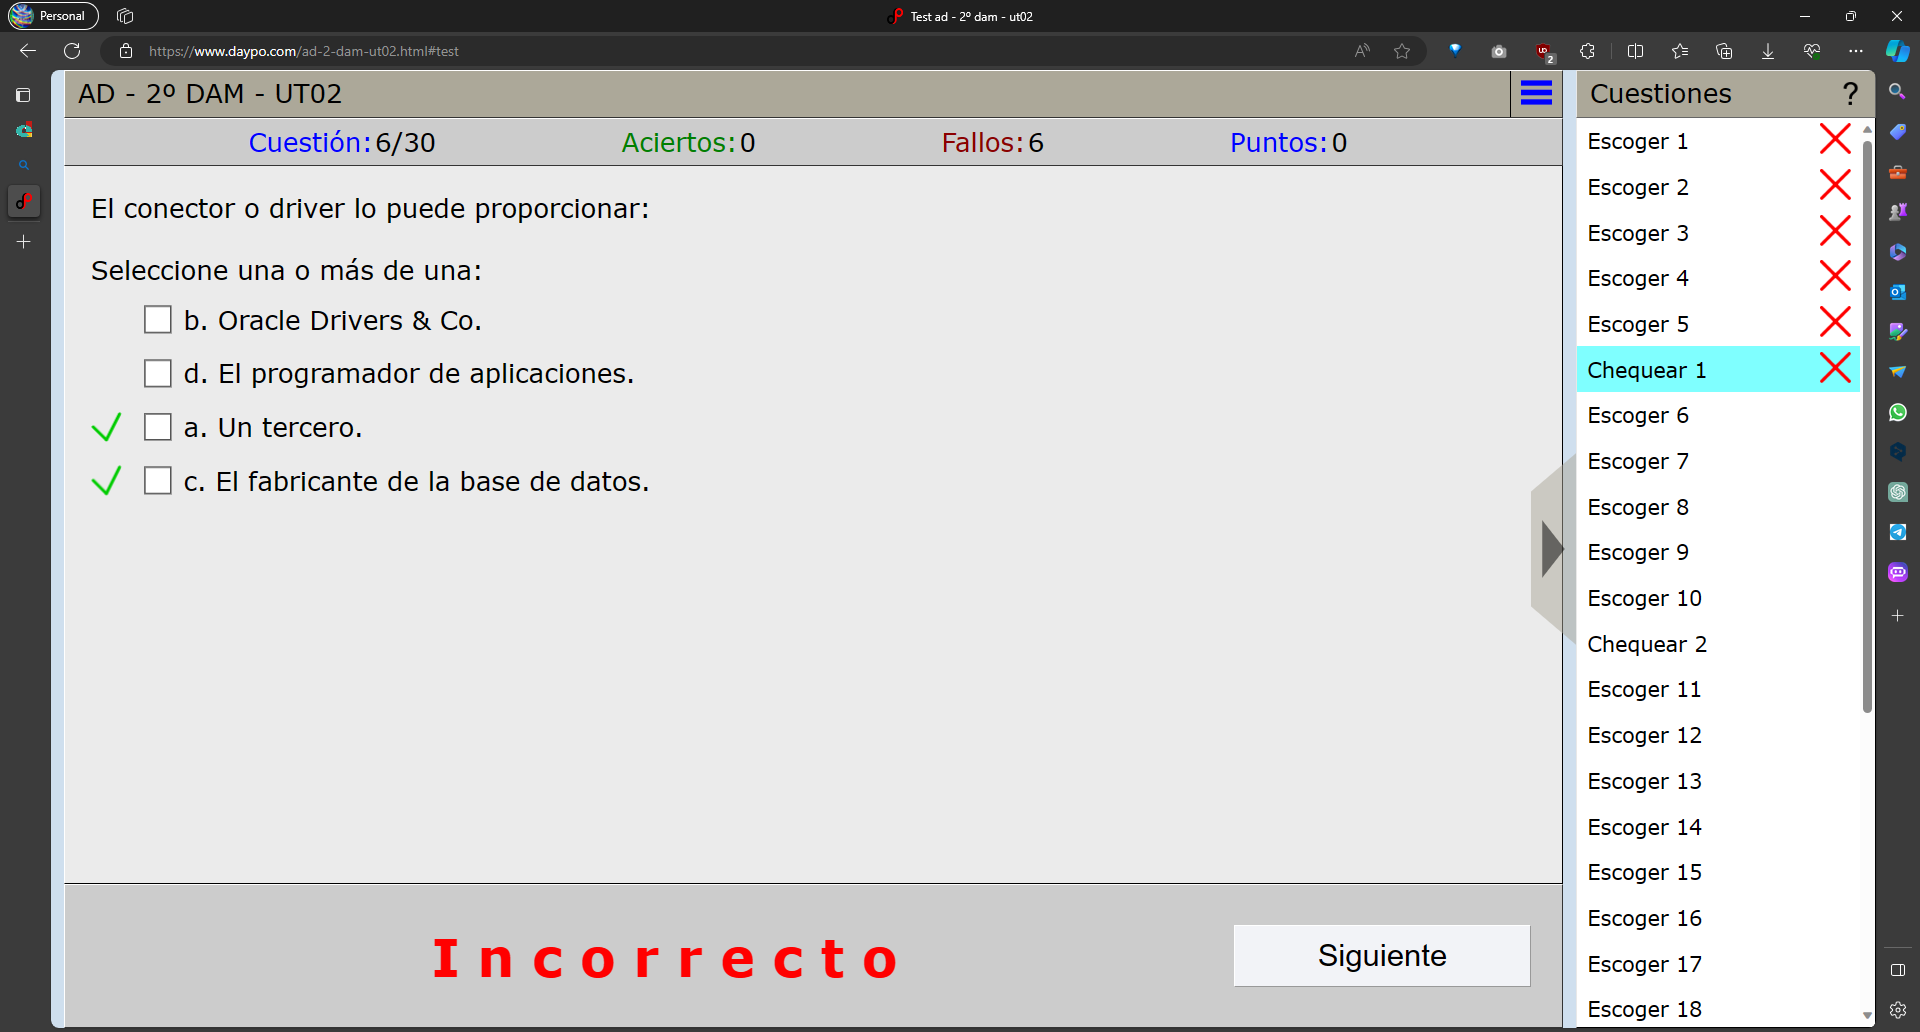 Personal
Test ad - 2º dam - ut02
https://www.daypo.com/ad-2-dam-ut02.html#test
2
AD - 2º DAM - UT02
Cuestión: 6/30
Aciertos: 0
Fallos: 6
Puntos: 0
El conector o driver lo puede proporcionar:
Seleccione una o más de una:
b. Oracle Drivers & Co.
d. El programador de aplicaciones.
a. Un tercero.
c. El fabricante de la base de datos.
Incorrecto
Siguiente
Cuestiones ?
Escoger 1
Escoger 2
Escoger 3
Escoger 4
Escoger 5
Chequear 1
Escoger 6
Escoger 7
Escoger 8
Escoger 9
Escoger 10
Chequear 2
Escoger 11
Escoger 12
Escoger 13
Escoger 14
Escoger 15
Escoger 16
Escoger 17
Escoger 18